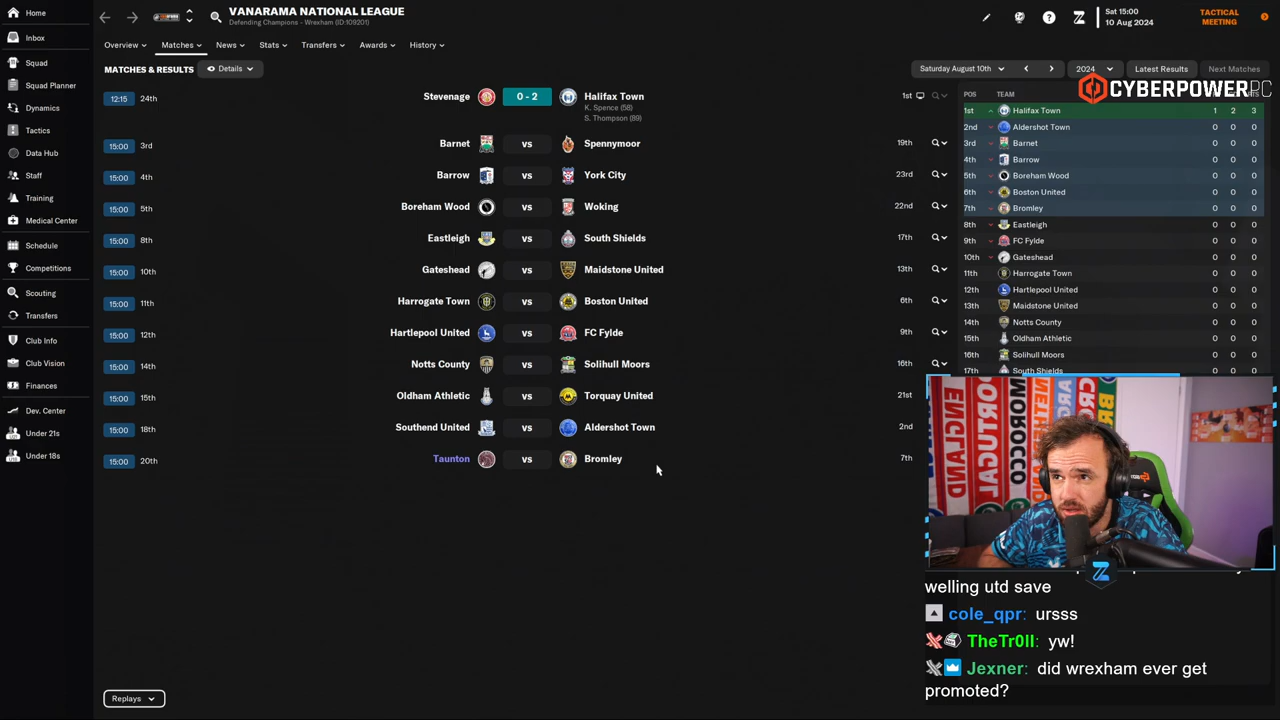 Home
Inbox
Squad
Squad Planner
Dynamics
Tactics
Data Hub
Staff
Training
Medical Center
Schedule
Competitions
Scouting
Transfers
Club Info
Club Vision
Finances
Dev. Center
Under 21s
Under 18s
VANARAMA NATIONAL LEAGUE
Defending Champions - Wrexham (ID:109201)
Sat 15:00
10 Aug 2024
TACTICAL
MEETING
Overview Matches News Stats Transfers Awards History
MATCHES & RESULTS Details
Saturday August 10th 2024 Latest Results Next Matches
12:15 24th Stevenage 0 - 2 Halifax Town 1st
K. Spence (58)
S. Thompson (89)
15:00 3rd Barnet vs Spennymoor 19th
15:00 4th Barrow vs York City 23rd
15:00 5th Boreham Wood vs Woking 22nd
15:00 8th Eastleigh vs South Shields 17th
15:00 10th Gateshead vs Maidstone United 13th
15:00 11th Harrogate Town vs Boston United 6th
15:00 12th Hartlepool United vs FC Fylde 9th
15:00 14th Notts County vs Solihull Moors 16th
15:00 15th Oldham Athletic vs Torquay United 21st
15:00 18th Southend United vs Aldershot Town 2nd
15:00 20th Taunton vs Bromley 7th
Replays
CYBERPOWERPC
POS TEAM
1st Halifax Town 1 2 3
2nd Aldershot Town 0 0 0
3rd Barnet 0 0 0
4th Barrow 0 0 0
5th Boreham Wood 0 0 0
6th Boston United 0 0 0
7th Bromley 0 0 0
8th Eastleigh 0 0 0
9th FC Fylde 0 0 0
10th Gateshead 0 0 0
11th Harrogate Town 0 0 0
12th Hartlepool United 0 0 0
13th Maidstone United 0 0 0
14th Notts County 0 0 0
15th Oldham Athletic 0 0 0
16th Solihull Moors 0 0 0
17th South Shields 0 0 0
ENGLAND
PORTUGAL
MOROCCO
welling utd save
cole_qpr: ursss
TheTr0ll: yw!
Jexner: did wrexham ever get
promoted?